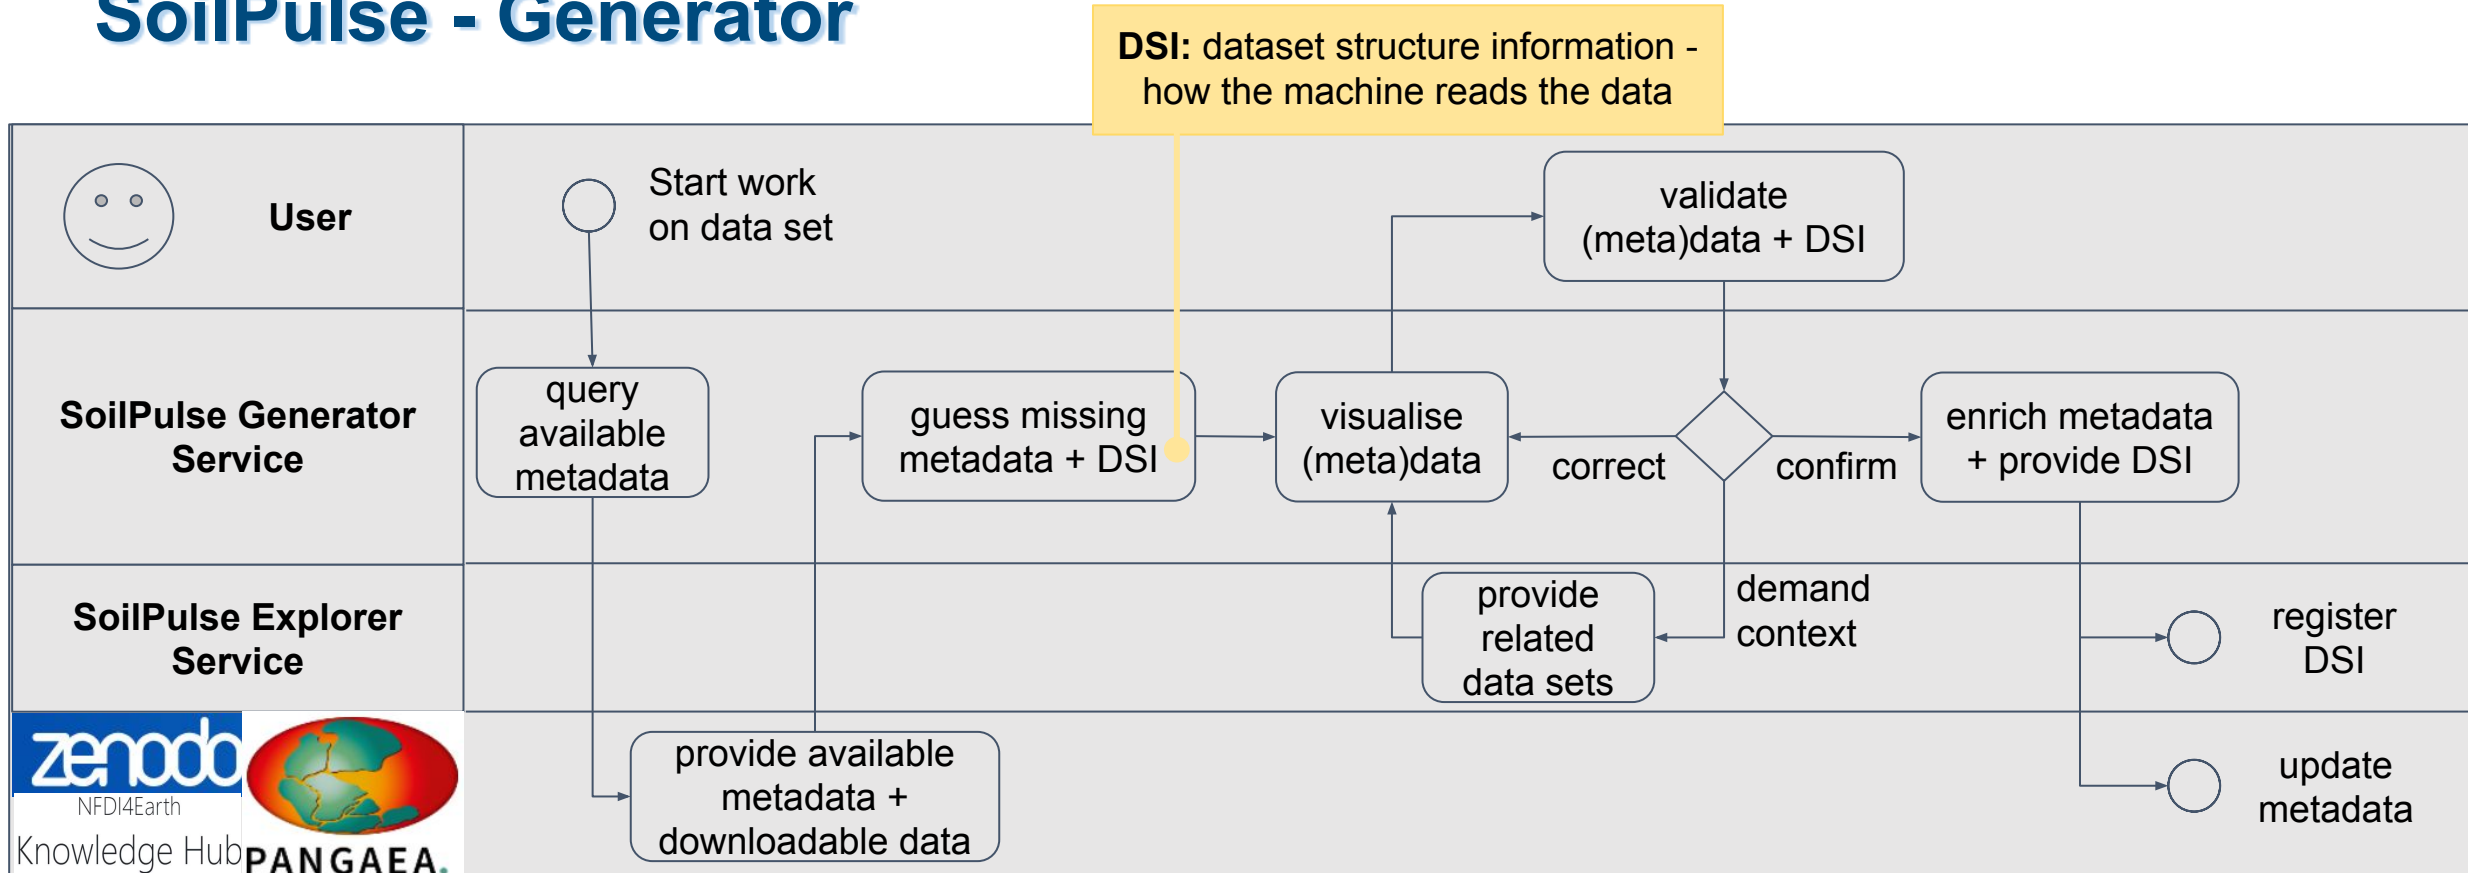 SoilPulse - Generator
DSI: dataset structure information -
how the machine reads the data
User
Start work
on data set
validate
(meta)data + DSI
SoilPulse Generator
Service
query
available
metadata
guess missing
metadata + DSI
visualise
(meta)data
correct
confirm
enrich metadata
+ provide DSI
SoilPulse Explorer
Service
provide
related
data sets
demand
context
register
DSI
zenodo
NFDI4Earth
Knowledge Hub
PANGAEA.
provide available
metadata +
downloadable data
update
metadata